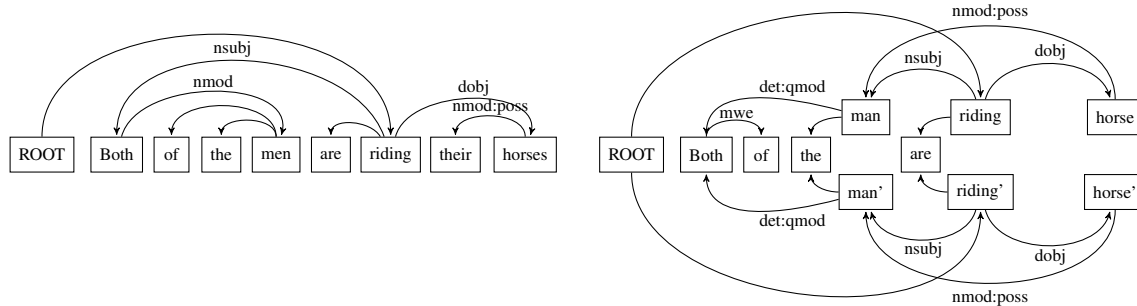 nsubj
nmod
dobj
nmod:poss
ROOT Both of the men are riding their horses
nmod:poss
nsubj dobj
det:qmod
man riding horse
mwe
ROOT Both of the are
man' riding' horse'
det:qmod
nsubj dobj
nmod:poss